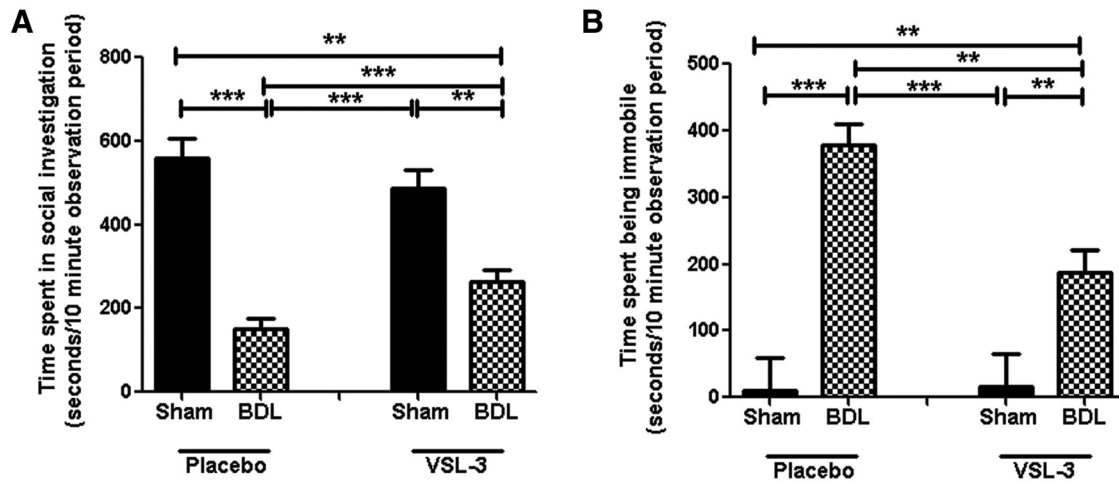 A
Time spent in social investigation
(seconds/10 minute observation period)
800
600
400
200
0
**
***
***
***
**
Sham
BDL
Sham
BDL
Placebo
VSL-3
B
Time spent being immobile
(seconds/10 minute observation period)
500
400
300
200
100
0
**
**
***
***
**
Sham
BDL
Sham
BDL
Placebo
VSL-3